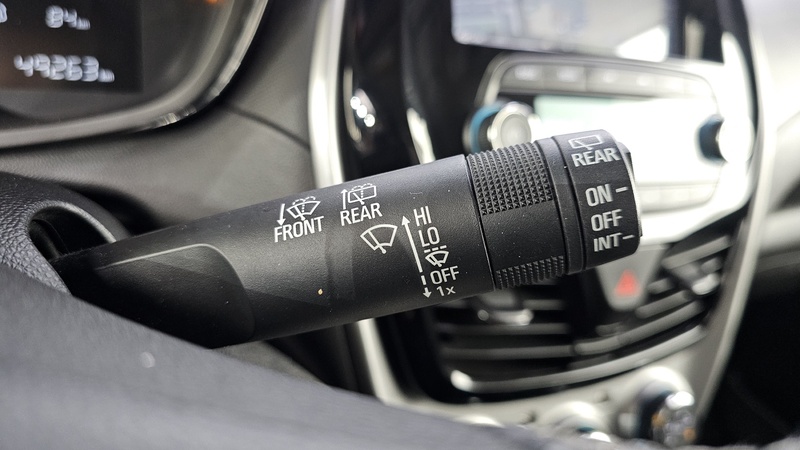 84
49263
FRONT
REAR
HI
LO
OFF
1x
REAR
ON
OFF
INT